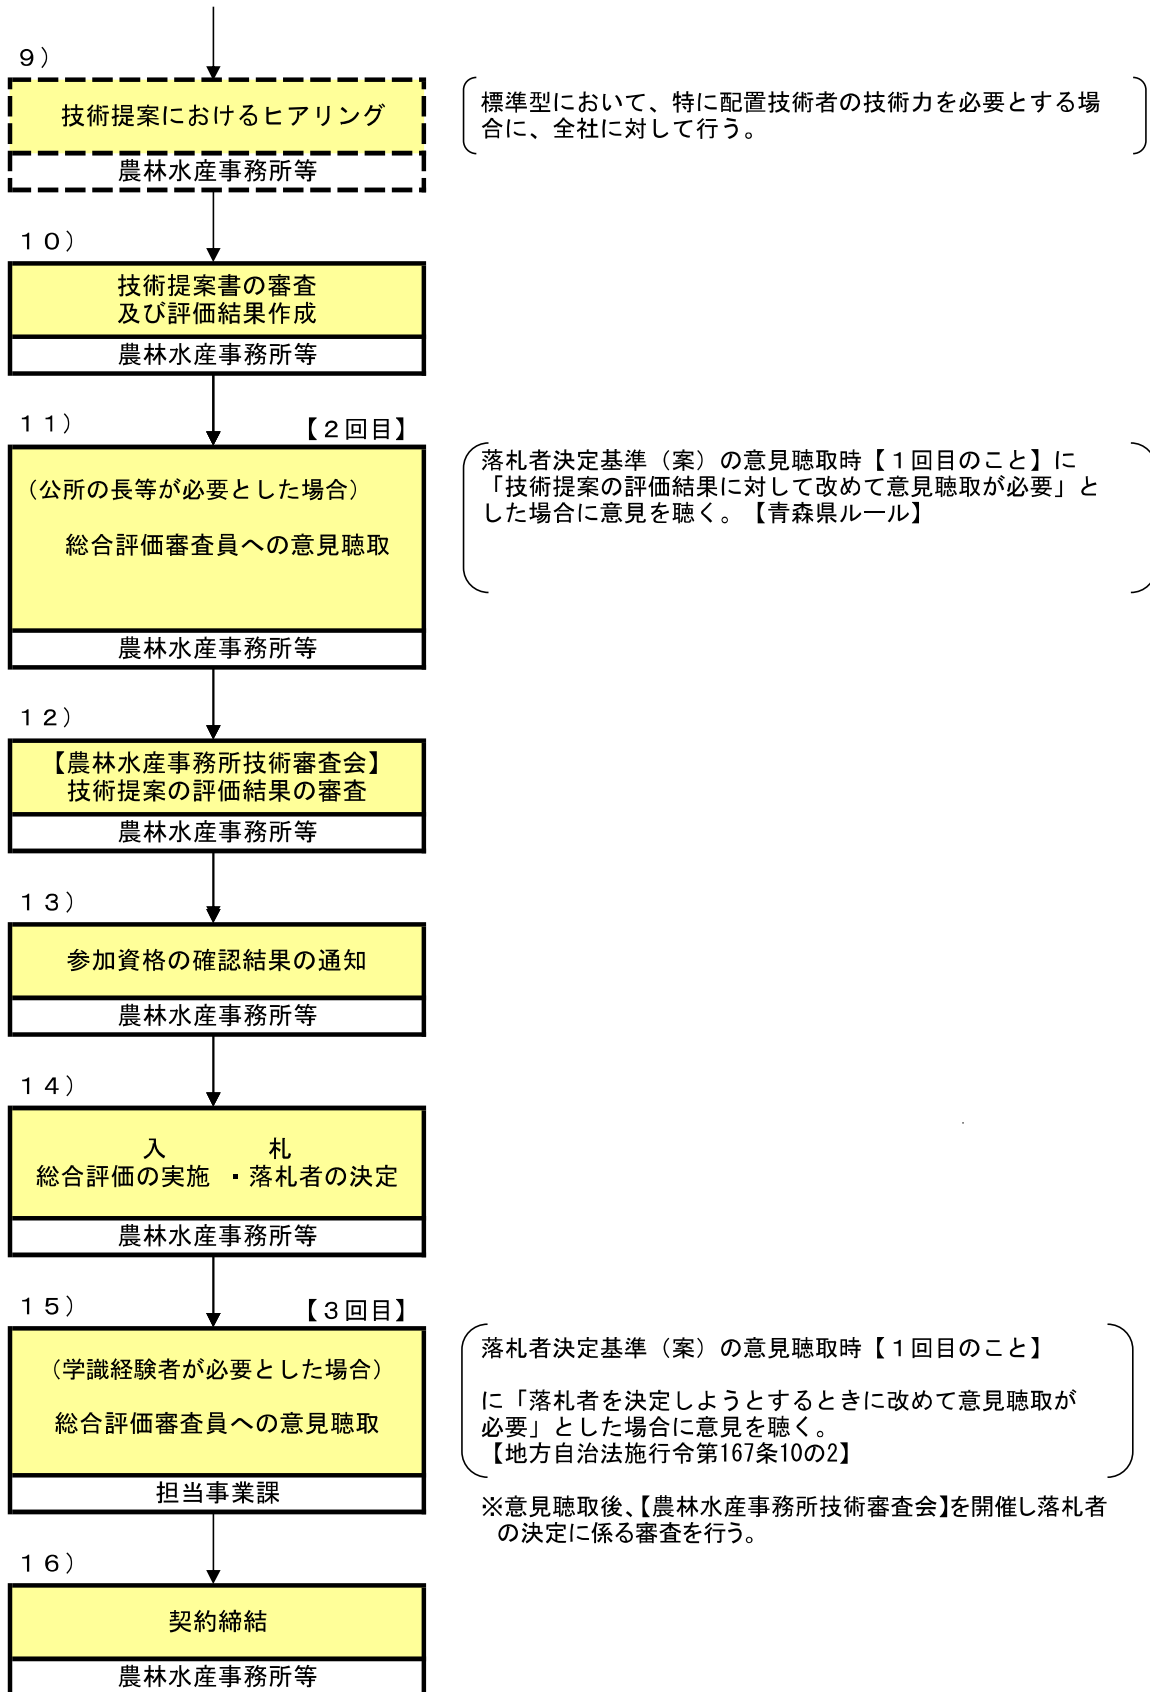 ９）
技術提案におけるヒアリング
農林水産事務所等
標準型において、特に配置技術者の技術力を必要とする場
合に、全社に対して行う。
１０）
技術提案書の審査
及び評価結果作成
農林水産事務所等
１１）
【２回目】
（公所の長等が必要とした場合）
総合評価審査員への意見聴取
農林水産事務所等
落札者決定基準（案）の意見聴取時【１回目のこと】に
「技術提案の評価結果に対して改めて意見聴取が必要」と
した場合に意見を聴く。【青森県ルール】
１２）
【農林水産事務所技術審査会】
技術提案の評価結果の審査
農林水産事務所等
１３）
参加資格の確認結果の通知
農林水産事務所等
１４）
入　　　　札
総合評価の実施　・落札者の決定
農林水産事務所等
１５）
【３回目】
（学識経験者が必要とした場合）
総合評価審査員への意見聴取
担当事業課
落札者決定基準（案）の意見聴取時【１回目のこと】
に「落札者を決定しようとするときに改めて意見聴取が
必要」とした場合に意見を聴く。
【地方自治法施行令第167条10の2】
※意見聴取後、【農林水産事務所技術審査会】を開催し落札者
の決定に係る審査を行う。
１６）
契約締結
農林水産事務所等